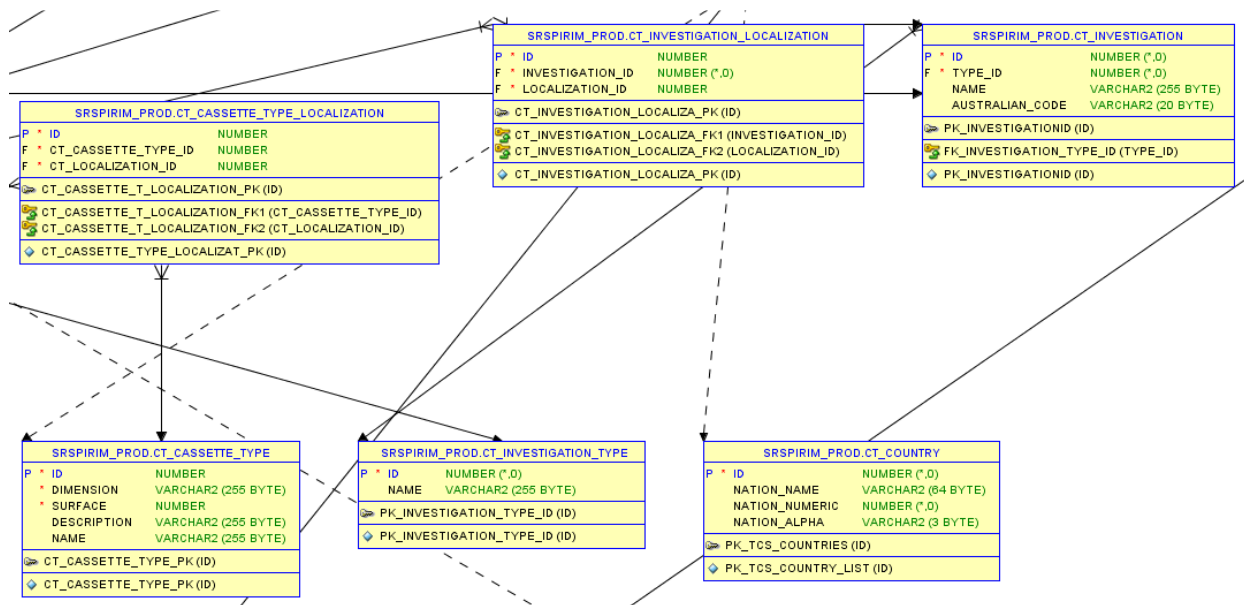 SRSPIRIM_PROD.CT_INVESTIGATION_LOCALIZATION
P * ID NUMBER
F * INVESTIGATION_ID NUMBER (*,0)
F * LOCALIZATION_ID NUMBER
CT_INVESTIGATION_LOCALIZA_PK (ID)
CT_INVESTIGATION_LOCALIZA_FK1 (INVESTIGATION_ID)
CT_INVESTIGATION_LOCALIZA_FK2 (LOCALIZATION_ID)
CT_INVESTIGATION_LOCALIZA_PK (ID)
SRSPIRIM_PROD.CT_INVESTIGATION
P * ID NUMBER (*,0)
F * TYPE_ID NUMBER (*,0)
NAME VARCHAR2 (255 BYTE)
AUSTRALIAN_CODE VARCHAR2 (20 BYTE)
PK_INVESTIGATIONID (ID)
FK_INVESTIGATION_TYPE_ID (TYPE_ID)
PK_INVESTIGATIONID (ID)
SRSPIRIM_PROD.CT_CASSETTE_TYPE_LOCALIZATION
P * ID NUMBER
F * CT_CASSETTE_TYPE_ID NUMBER
F * CT_LOCALIZATION_ID NUMBER
CT_CASSETTE_T_LOCALIZATION_PK (ID)
CT_CASSETTE_T_LOCALIZATION_FK1 (CT_CASSETTE_TYPE_ID)
CT_CASSETTE_T_LOCALIZATION_FK2 (CT_LOCALIZATION_ID)
CT_CASSETTE_TYPE_LOCALIZAT_PK (ID)
SRSPIRIM_PROD.CT_CASSETTE_TYPE
P * ID NUMBER
* DIMENSION VARCHAR2 (255 BYTE)
* SURFACE NUMBER
DESCRIPTION VARCHAR2 (255 BYTE)
NAME VARCHAR2 (255 BYTE)
CT_CASSETTE_TYPE_PK (ID)
CT_CASSETTE_TYPE_PK (ID)
SRSPIRIM_PROD.CT_INVESTIGATION_TYPE
P * ID NUMBER (*,0)
NAME VARCHAR2 (255 BYTE)
PK_INVESTIGATION_TYPE_ID (ID)
PK_INVESTIGATION_TYPE_ID (ID)
SRSPIRIM_PROD.CT_COUNTRY
P * ID NUMBER (*,0)
NATION_NAME VARCHAR2 (64 BYTE)
NATION_NUMERIC NUMBER (*,0)
NATION_ALPHA VARCHAR2 (3 BYTE)
PK_TCS_COUNTRIES (ID)
PK_TCS_COUNTRY_LIST (ID)